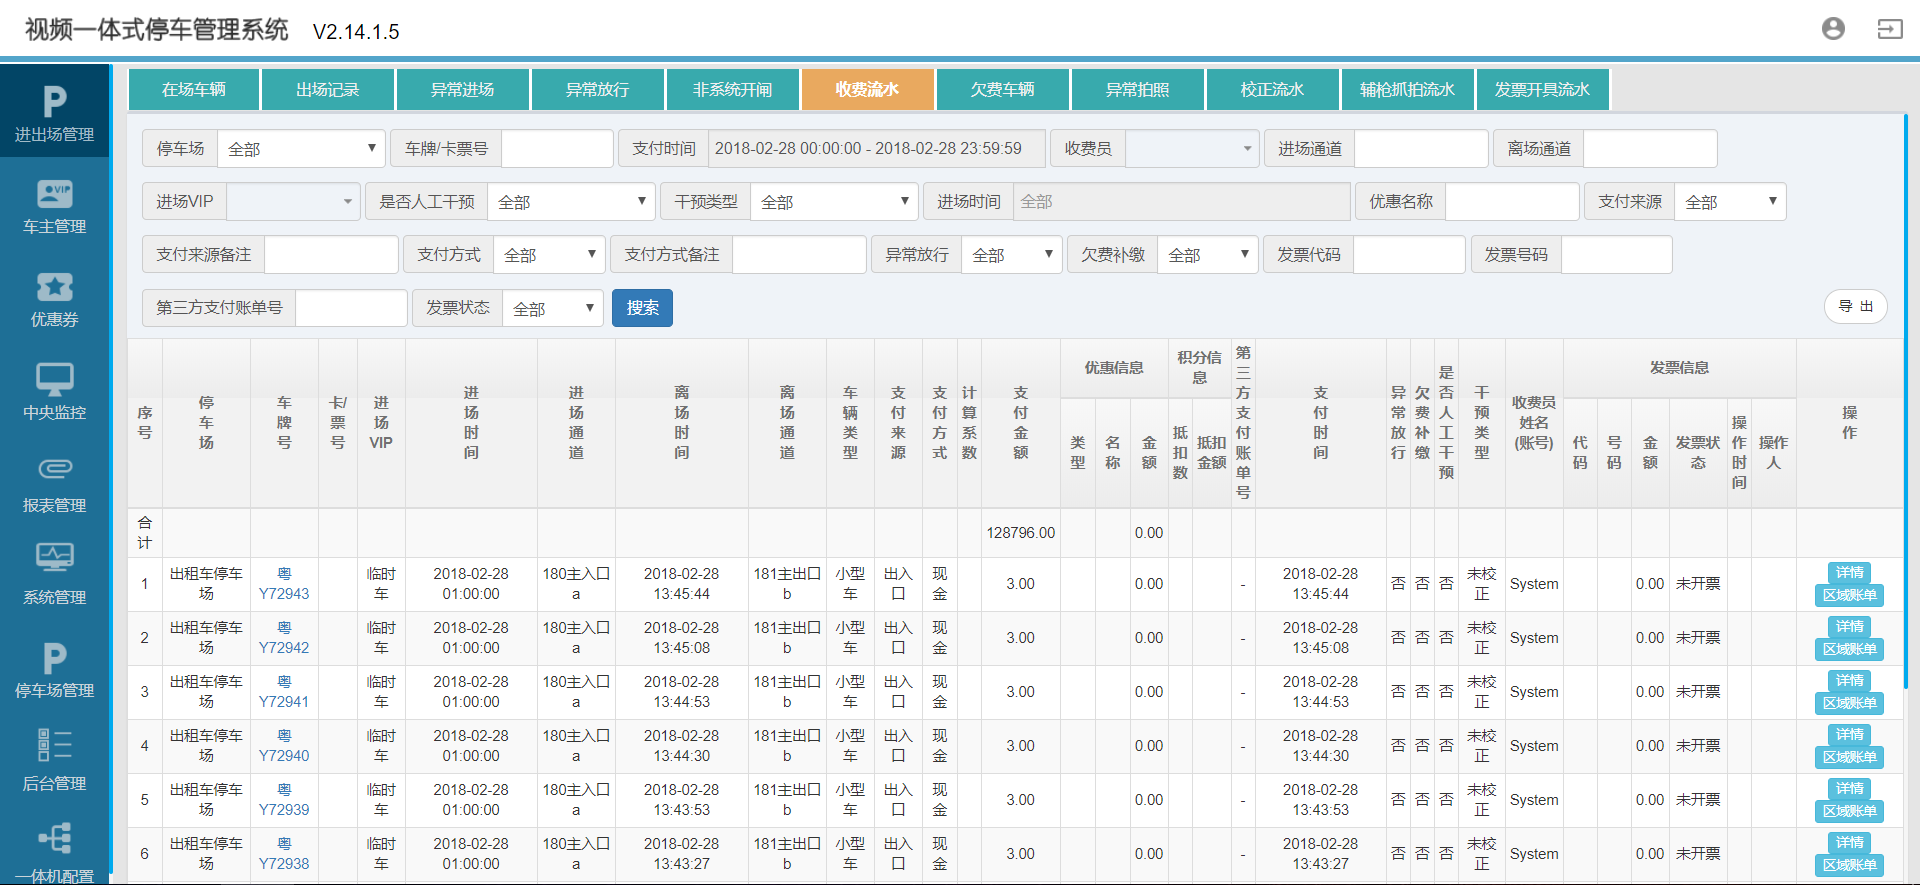 视频一体式停车管理系统 V2.14.1.5
进出场管理
车主管理
优惠券
中央监控
报表管理
系统管理
停车场管理
后台管理
一体机配置
在场车辆 出场记录 异常进场 异常放行 非系统开闸 收费流水 欠费车辆 异常拍照 校正流水 辅枪抓拍流水 发票开具流水
停车场 全部 车牌/卡票号 支付时间 2018-02-28 00:00:00 - 2018-02-28 23:59:59 收费员 进场通道 离场通道
进场VIP 是否人工干预 全部 干预类型 全部 进场时间 全部 优惠名称 支付来源 全部
支付来源备注 支付方式 全部 支付方式备注 异常放行 全部 欠费补缴 全部 发票代码 发票号码
第三方支付账单号 发票状态 全部 搜索 导 出
序号 停车场 车牌号 卡/票号 进场VIP 进场时间 进场通道 离场时间 离场通道 车辆类型 支付来源 支付方式 计算系数 支付金额 优惠信息 积分信息 第三方支付账单号 支付时间 异常放行 欠费补缴 是否人工干预 干预类型 收费员姓名(账号) 发票信息 操作
类型 名称 金额 抵扣数 抵扣金额 代码 号码 金额 发票状态 操作时间 操作人
合计 128796.00 0.00
1 出租车停车场 粤Y72943 临时车 2018-02-28 01:00:00 180主入口a 2018-02-28 13:45:44 181主出口b 小型车 出入口 现金 3.00 0.00 - 2018-02-28 13:45:44 否 否 否 未校正 System 0.00 未开票 详情 区域账单
2 出租车停车场 粤Y72942 临时车 2018-02-28 01:00:00 180主入口a 2018-02-28 13:45:08 181主出口b 小型车 出入口 现金 3.00 0.00 - 2018-02-28 13:45:08 否 否 否 未校正 System 0.00 未开票 详情 区域账单
3 出租车停车场 粤Y72941 临时车 2018-02-28 01:00:00 180主入口a 2018-02-28 13:44:53 181主出口b 小型车 出入口 现金 3.00 0.00 - 2018-02-28 13:44:53 否 否 否 未校正 System 0.00 未开票 详情 区域账单
4 出租车停车场 粤Y72940 临时车 2018-02-28 01:00:00 180主入口a 2018-02-28 13:44:30 181主出口b 小型车 出入口 现金 3.00 0.00 - 2018-02-28 13:44:30 否 否 否 未校正 System 0.00 未开票 详情 区域账单
5 出租车停车场 粤Y72939 临时车 2018-02-28 01:00:00 180主入口a 2018-02-28 13:43:53 181主出口b 小型车 出入口 现金 3.00 0.00 - 2018-02-28 13:43:53 否 否 否 未校正 System 0.00 未开票 详情 区域账单
6 出租车停车场 粤Y72938 临时车 2018-02-28 01:00:00 180主入口a 2018-02-28 13:43:27 181主出口b 小型车 出入口 现金 3.00 0.00 - 2018-02-28 13:43:27 否 否 否 未校正 System 0.00 未开票 详情 区域账单